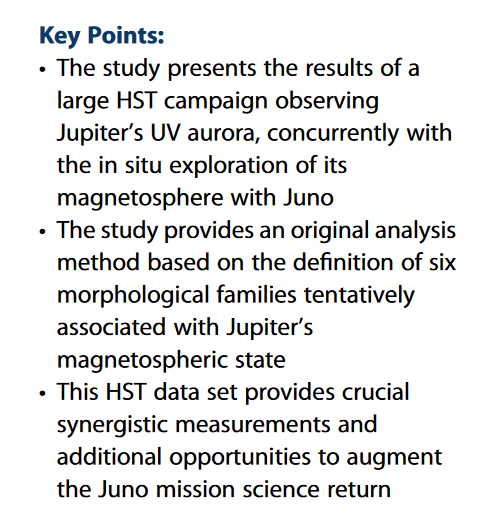 Key Points:
• The study presents the results of a
large HST campaign observing
Jupiter's UV aurora, concurrently with
the in situ exploration of its
magnetosphere with Juno
• The study provides an original analysis
method based on the definition of six
morphological families tentatively
associated with Jupiter's
magnetospheric state
• This HST data set provides crucial
synergistic measurements and
additional opportunities to augment
the Juno mission science return